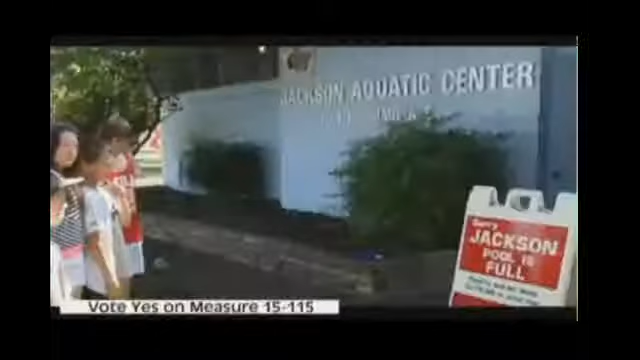 JACKSON AQUATIC CENTER
Sorry
JACKSON
POOL IS
FULL
Vote Yes on Measure 15-115